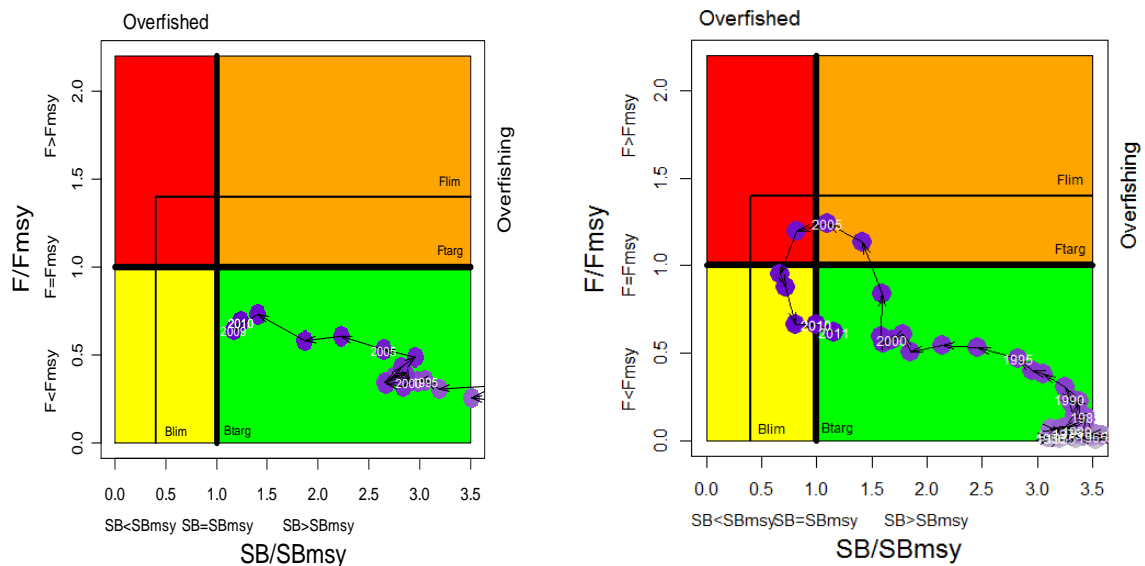 Overfished
2.0
1.5
1.0
0.5
0.0
F>Fmsy
F=Fmsy
F<Fmsy
F/Fmsy
Flim
Ftarg
Blim
Btarg
2010
2009
2005
2000
1995
Overfishing
0.0 0.5 1.0 1.5 2.0 2.5 3.0 3.5
SB<SBmsy SB=SBmsy SB>SBmsy
SB/SBmsy
Overfished
2.0
1.5
1.0
0.5
0.0
F>Fmsy
F=Fmsy
F<Fmsy
F/Fmsy
Flim
Ftarg
Blim
Btarg
2005
2010
2011
2000
1995
1990
Overfishing
0.0 0.5 1.0 1.5 2.0 2.5 3.0 3.5
SB<SBmsy SB=SBmsy SB>SBmsy
SB/SBmsy